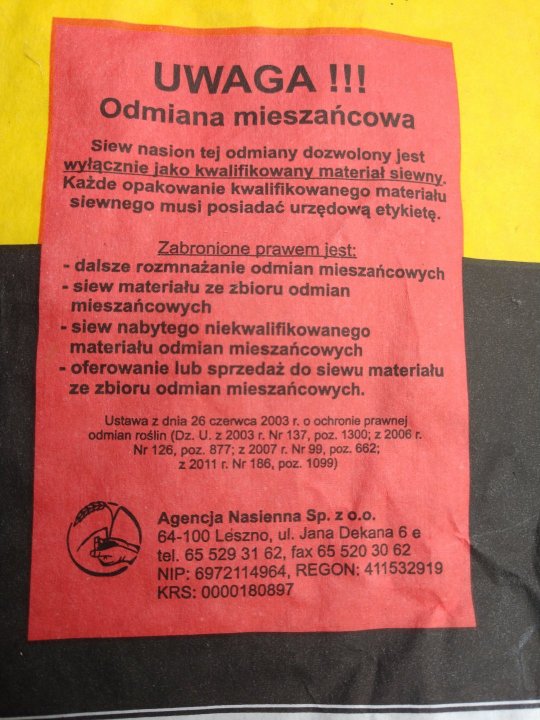 UWAGA !!!
Odmiana mieszańcowa
Siew nasion tej odmiany dozwolony jest
wyłącznie jako kwalifikowany materiał siewny.
Każde opakowanie kwalifikowanego materiału
siewnego musi posiadać urzędową etykietę.
Zabronione prawem jest:
- dalsze rozmnażanie odmian mieszańcowych
- siew materiału ze zbioru odmian
mieszańcowych
- siew nabytego niekwalifikowanego
materiału odmian mieszańcowych
- oferowanie lub sprzedaż do siewu materiału
ze zbioru odmian mieszańcowych.
Ustawa z dnia 26 czerwca 2003 r. o ochronie prawnej
odmian roślin (Dz. U. z 2003 r. Nr 137, poz. 1300; z 2006 r.
Nr 126, poz. 877; z 2007 r. Nr 99, poz. 662;
z 2011 r. Nr 186, poz. 1099)
Agencja Nasienna Sp. z o.o.
64-100 Leszno, ul. Jana Dekana 6 e
tel. 65 529 31 62, fax 65 520 30 62
NIP: 6972114964, REGON: 411532919
KRS: 0000180897